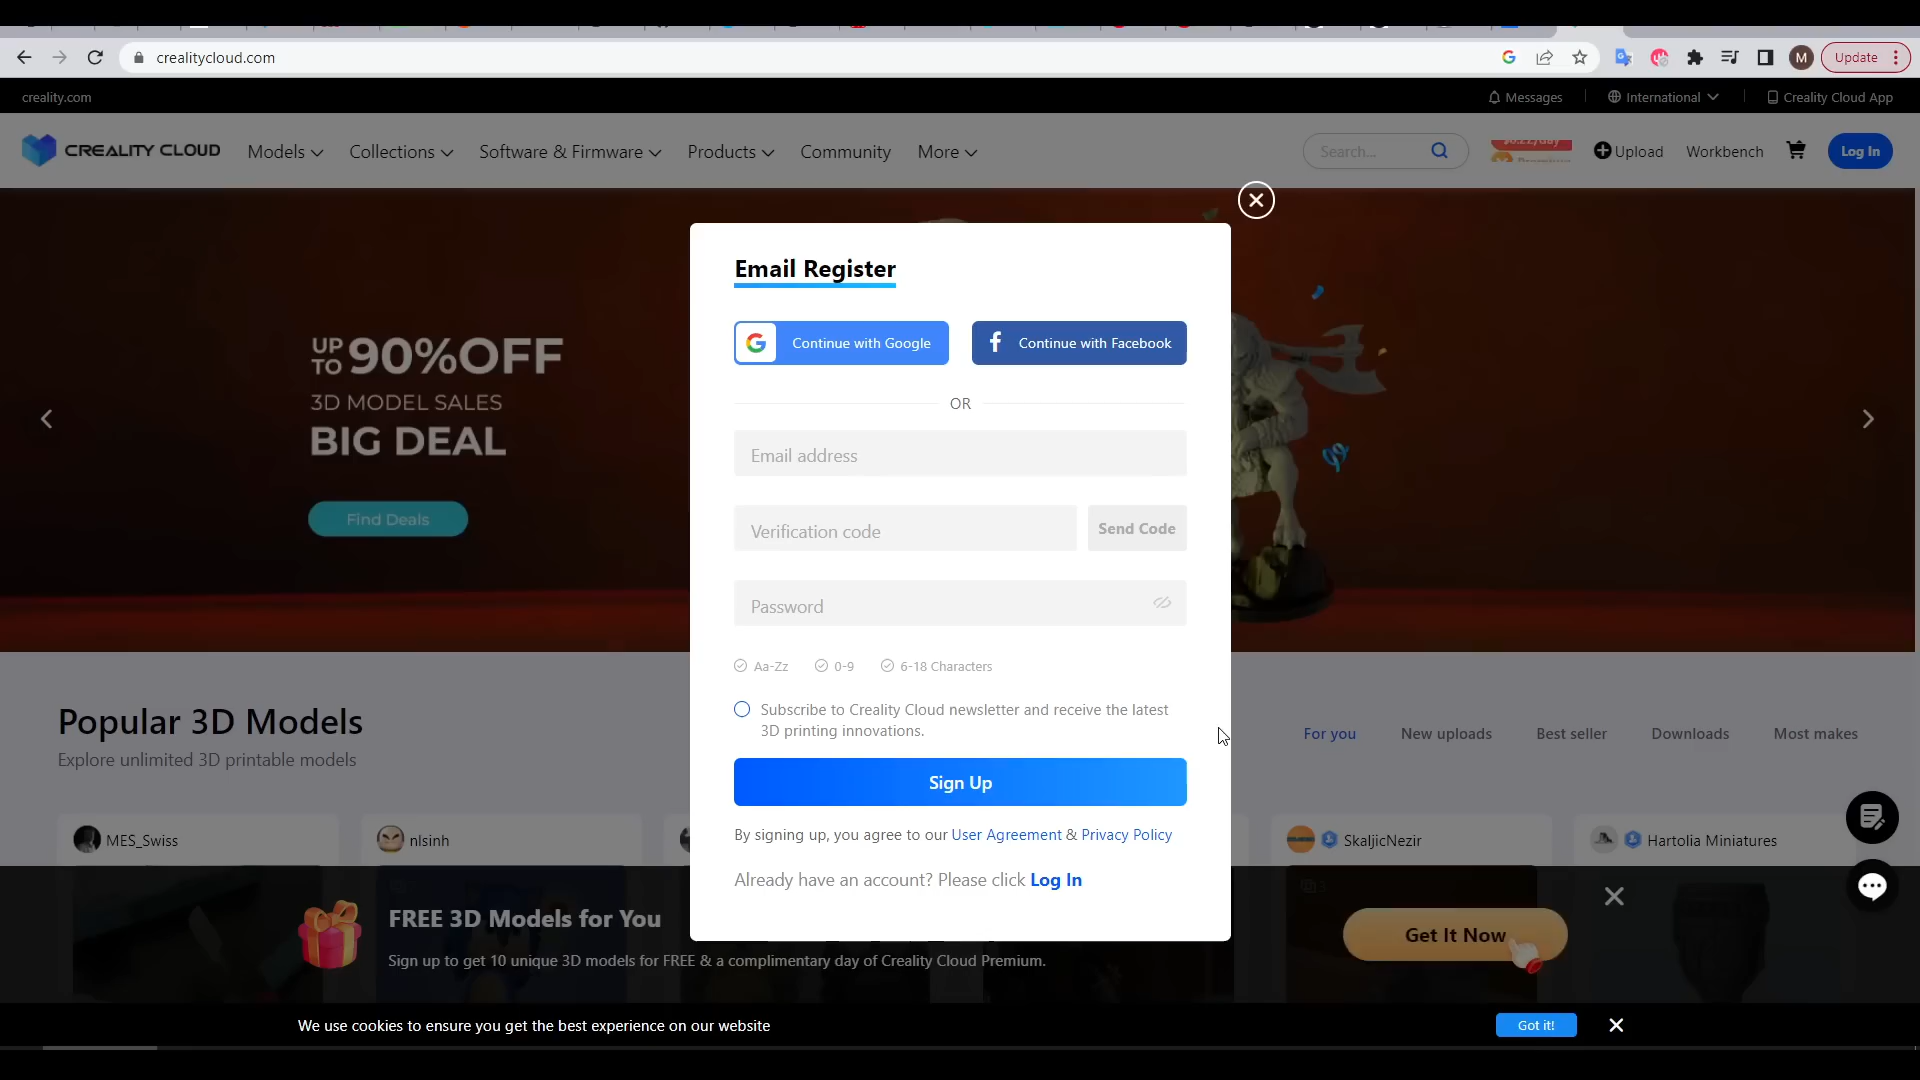 crealitycloud.com
M
Update
creality.com
Messages
International
Creality Cloud App
CREALITY CLOUD
Models
Collections
Software & Firmware
Products
Community
More
Search...
Upload
Workbench
Log In
UP TO 90%OFF
3D MODEL SALES
BIG DEAL
Find Deals
Email Register
Continue with Google
Continue with Facebook
OR
Email address
Verification code
Send Code
Password
Aa-Zz
0-9
6-18 Characters
Subscribe to Creality Cloud newsletter and receive the latest
3D printing innovations.
Sign Up
By signing up, you agree to our User Agreement & Privacy Policy
Already have an account? Please click Log In
Popular 3D Models
Explore unlimited 3D printable models
For you
New uploads
Best seller
Downloads
Most makes
MES_Swiss
nlsinh
SkaljicNezir
Hartolia Miniatures
FREE 3D Models for You
Sign up to get 10 unique 3D models for FREE & a complimentary day of Creality Cloud Premium.
Get It Now
We use cookies to ensure you get the best experience on our website
Got it!